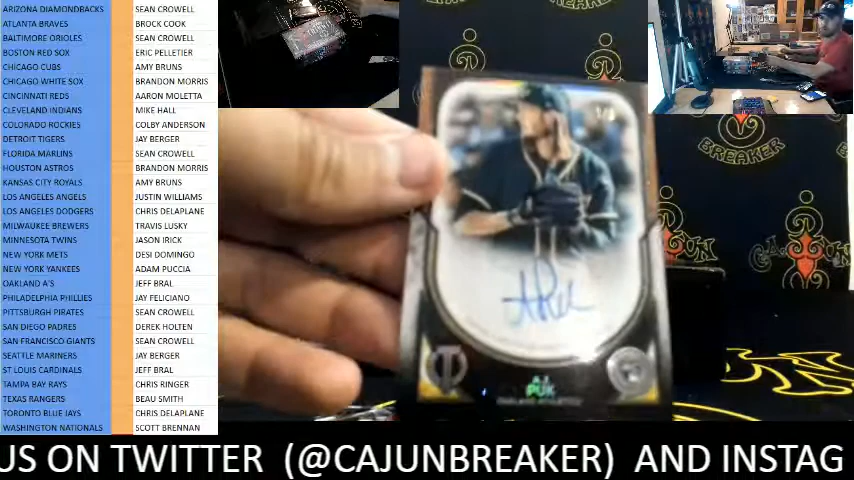 ARIZONA DIAMONDBACKS SEAN CROWELL
ATLANTA BRAVES BROCK COOK
BALTIMORE ORIOLES SEAN CROWELL
BOSTON RED SOX ERIC PELLETIER
CHICAGO CUBS AMY BRUNS
CHICAGO WHITE SOX BRANDON MORRIS
CINCINNATI REDS AARON MOLETTA
CLEVELAND INDIANS MIKE HALL
COLORADO ROCKIES COLBY ANDERSON
DETROIT TIGERS JAY BERGER
FLORIDA MARLINS SEAN CROWELL
HOUSTON ASTROS BRANDON MORRIS
KANSAS CITY ROYALS AMY BRUNS
LOS ANGELES ANGELS JUSTIN WILLIAMS
LOS ANGELES DODGERS CHRIS DELAPLANE
MILWAUKEE BREWERS TRAVIS LUSKY
MINNESOTA TWINS JASON IRICK
NEW YORK METS DESI DOMINGO
NEW YORK YANKEES ADAM PUCCIA
OAKLAND A'S JEFF BRAL
PHILADELPHIA PHILLIES JAY FELICIANO
PITTSBURGH PIRATES SEAN CROWELL
SAN DIEGO PADRES DEREK HOLTEN
SAN FRANCISCO GIANTS SEAN CROWELL
SEATTLE MARINERS JAY BERGER
ST LOUIS CARDINALS JEFF BRAL
TAMPA BAY RAYS CHRIS RINGER
TEXAS RANGERS BEAU SMITH
TORONTO BLUE JAYS CHRIS DELAPLANE
WASHINGTON NATIONALS SCOTT BRENNAN
BREAKER
BREAKER
CAJUN
A.J.
PUK
US ON TWITTER (@CAJUNBREAKER) AND INSTAG